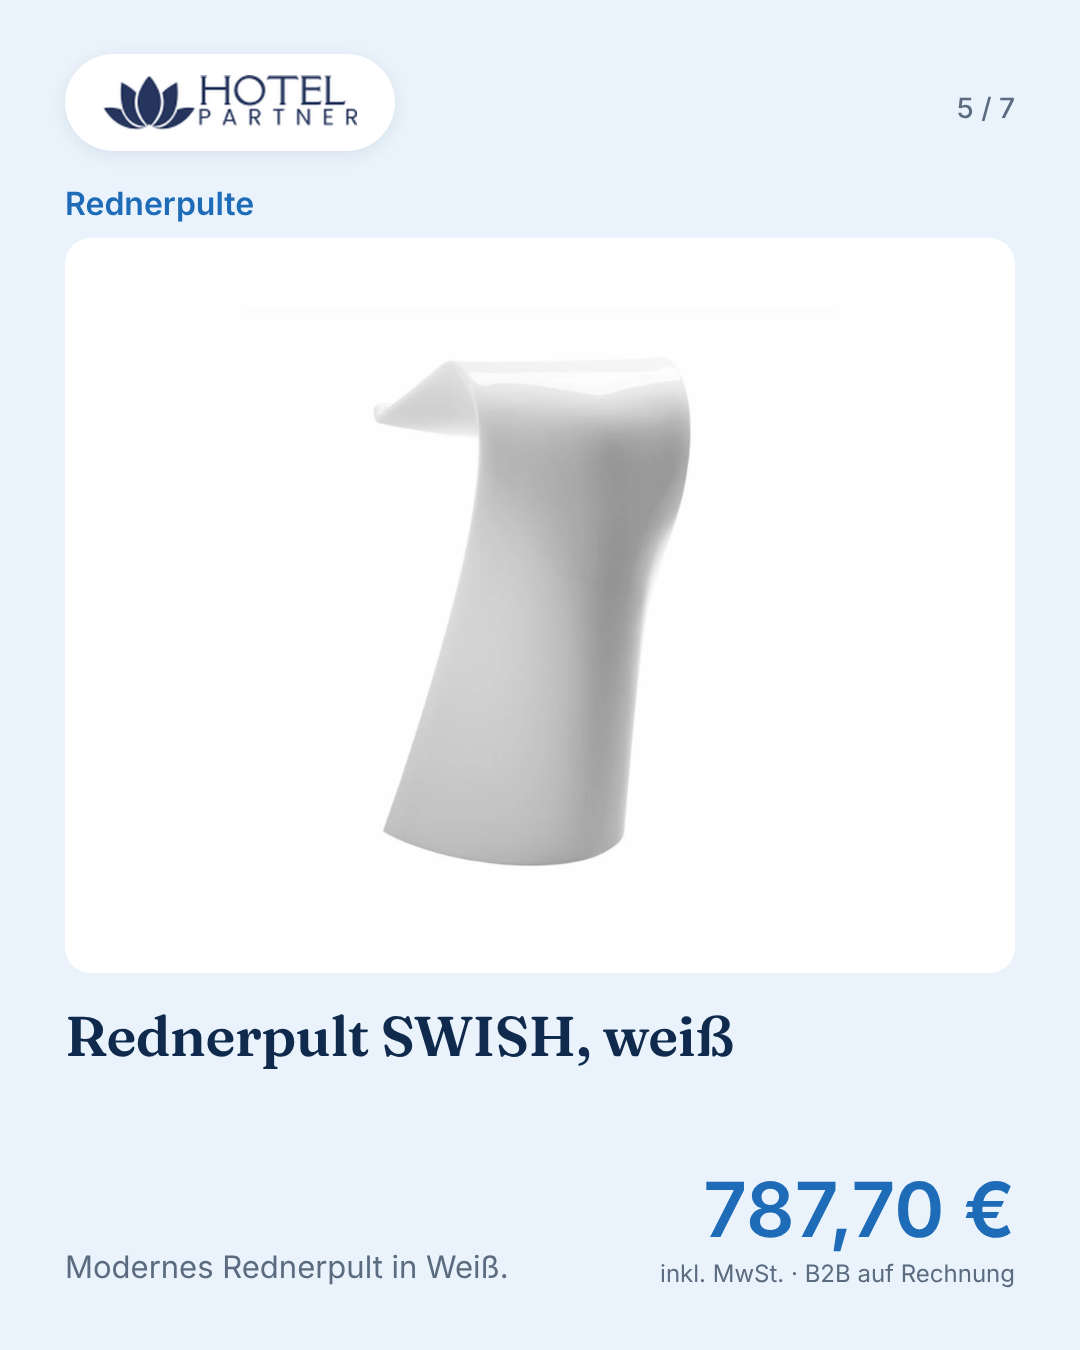 HOTEL
PARTNER
5 / 7
Rednerpulte
Rednerpult SWISH, weiß
787,70 €
Modernes Rednerpult in Weiß.
inkl. MwSt. · B2B auf Rechnung